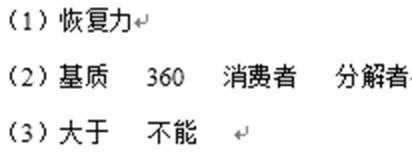 （1）恢复力↵
（2）基质 360 消费者 分解者
（3）大于 不能 ↵